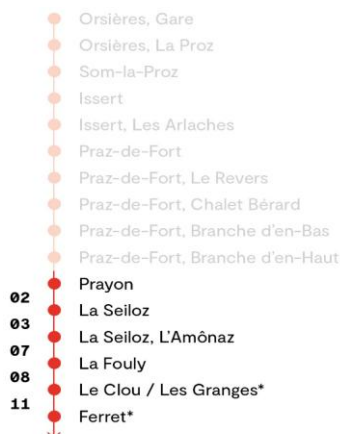 Orsières, Gare
Orsières, La Proz
Som-la-Proz
Issert
Issert, Les Arlaches
Praz-de-Fort
Praz-de-Fort, Le Revers
Praz-de-Fort, Chalet Bérard
Praz-de-Fort, Branche d'en-Bas
Praz-de-Fort, Branche d'en-Haut
Prayon
02
La Seiloz
03
La Seiloz, L'Amônaz
07
La Fouly
08
Le Clou / Les Granges*
11
Ferret*